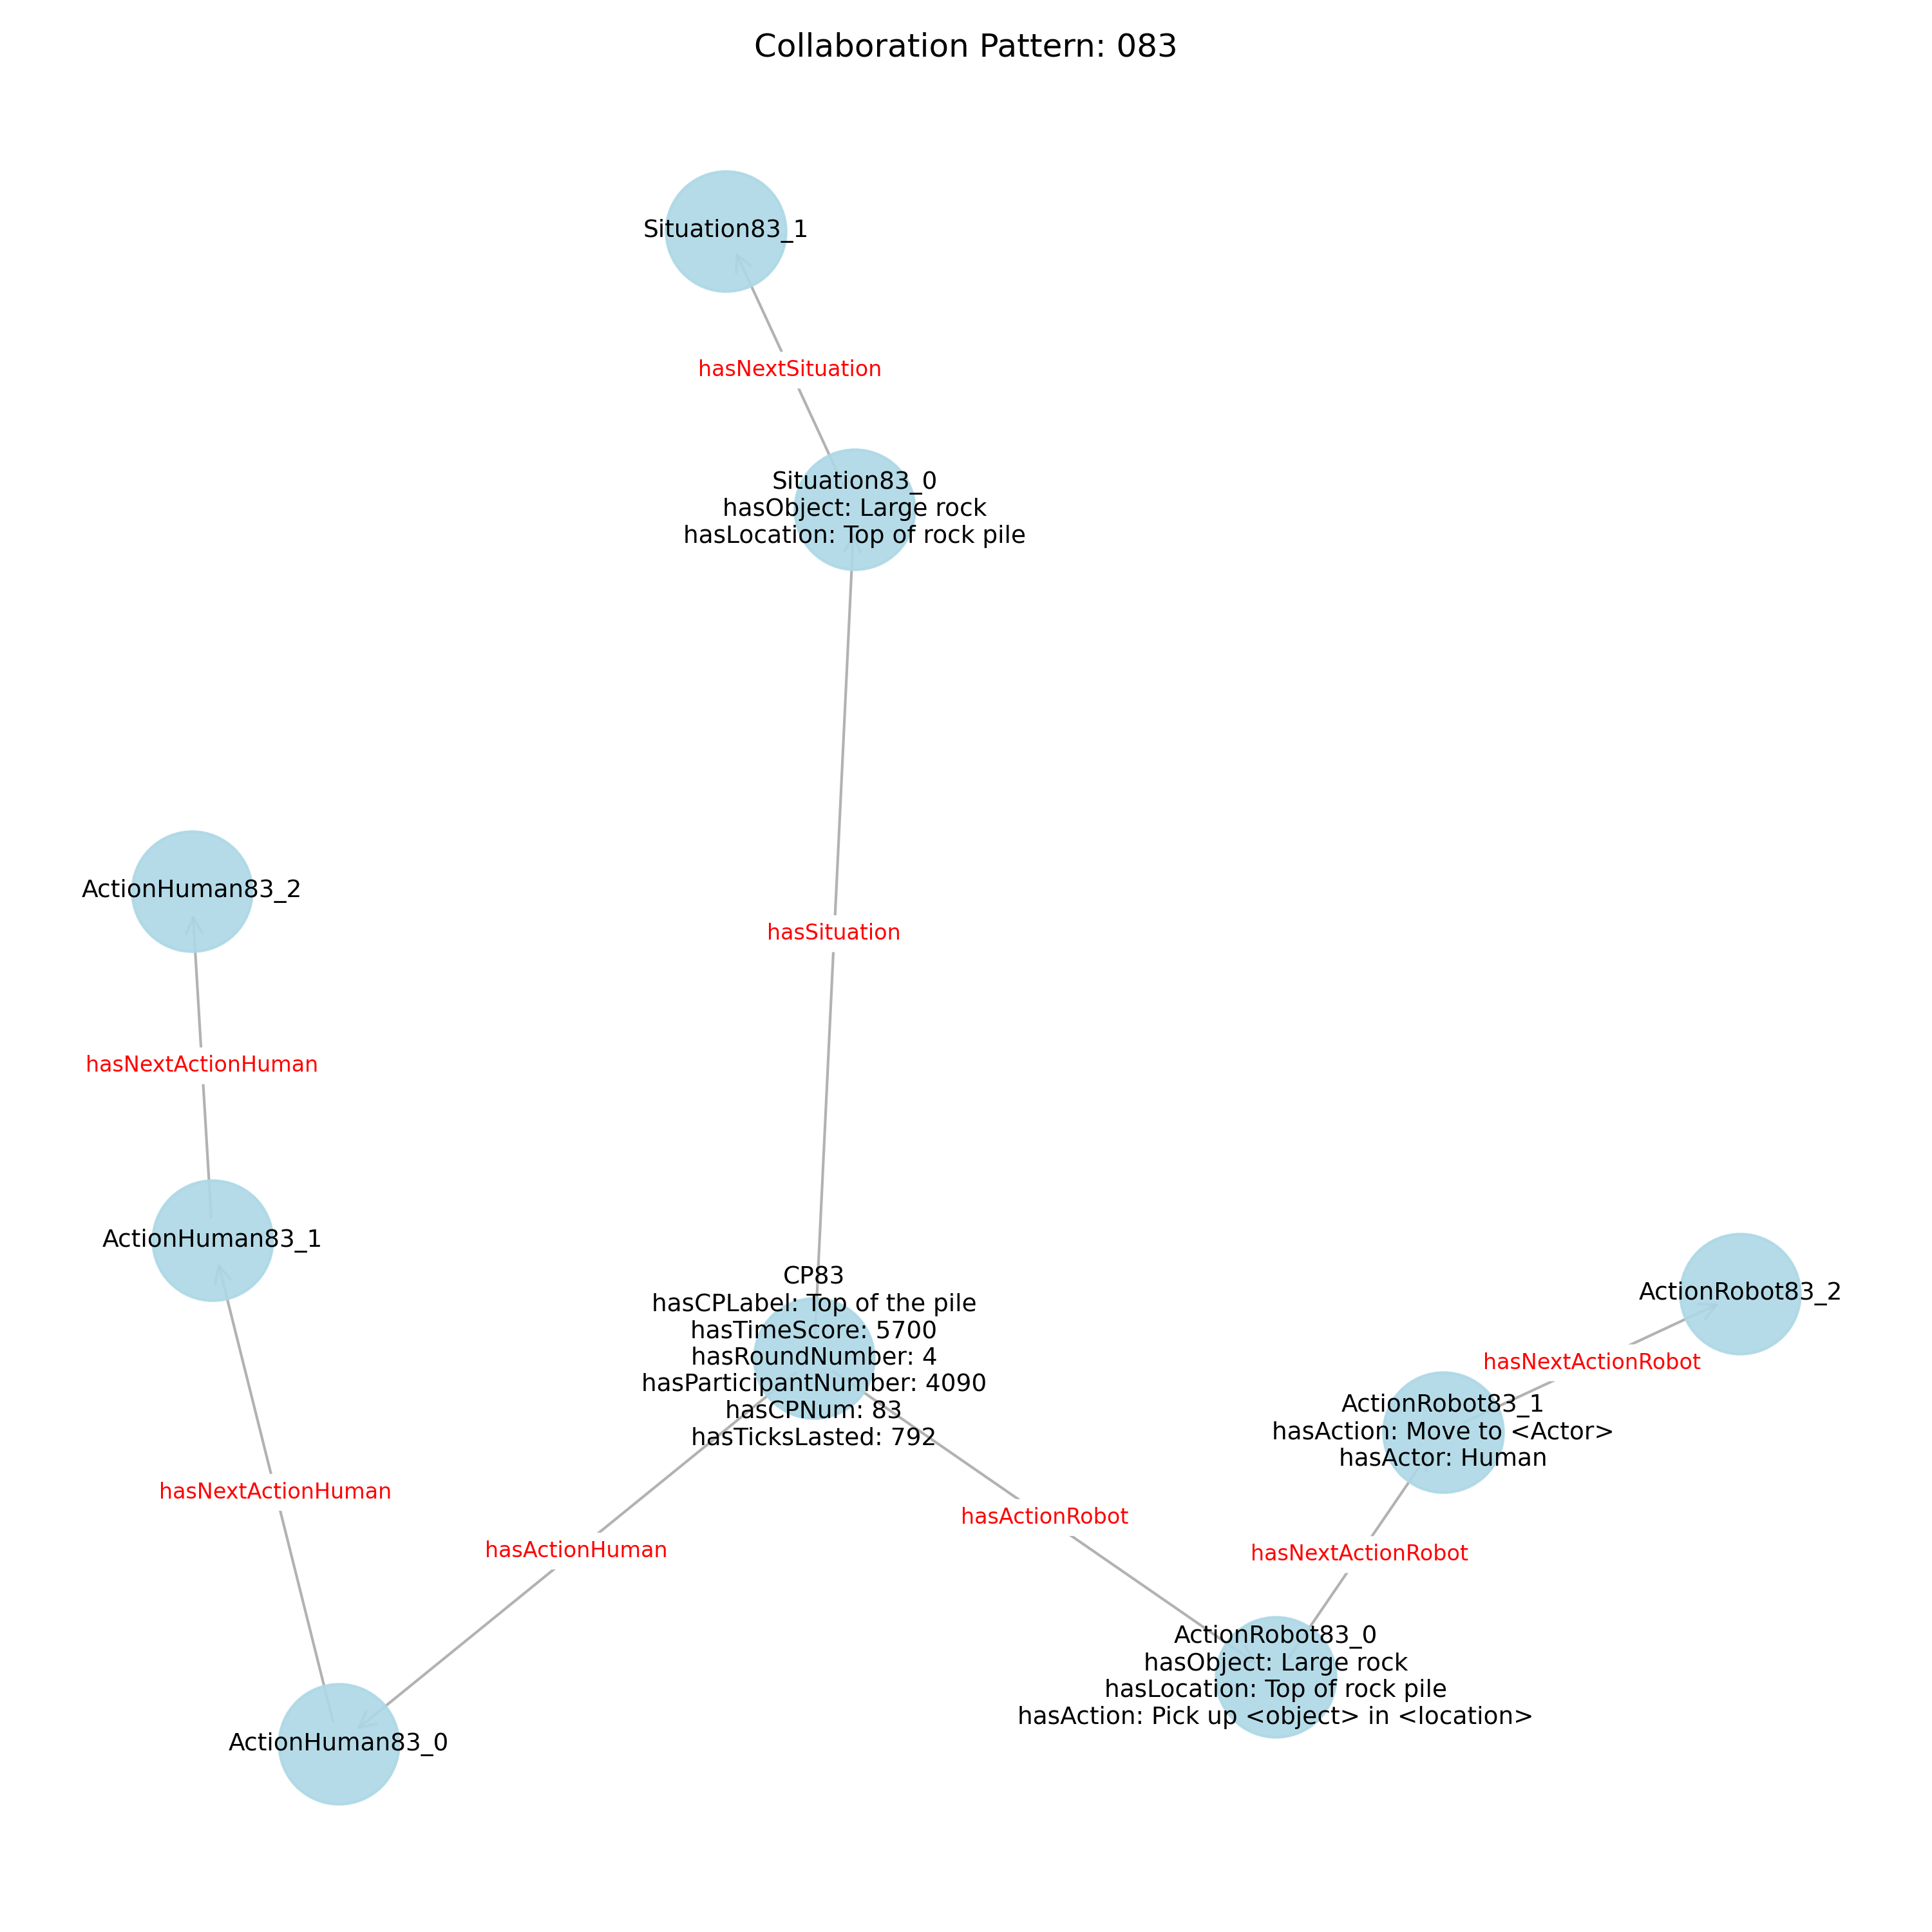 Collaboration Pattern: 083
Situation83_1
hasNextSituation
Situation83_0
hasObject: Large rock
hasLocation: Top of rock pile
ActionHuman83_2
hasSituation
hasNextActionHuman
ActionHuman83_1
CP83
hasCPLabel: Top of the pile
hasTimeScore: 5700
hasRoundNumber: 4
hasParticipantNumber: 4090
hasCPNum: 83
hasTicksLasted: 792
ActionRobot83_2
hasNextActionRobot
ActionRobot83_1
hasAction: Move to <Actor>
hasActor: Human
hasNextActionHuman
hasActionHuman
hasActionRobot
hasNextActionRobot
ActionRobot83_0
hasObject: Large rock
hasLocation: Top of rock pile
hasAction: Pick up <object> in <location>
ActionHuman83_0